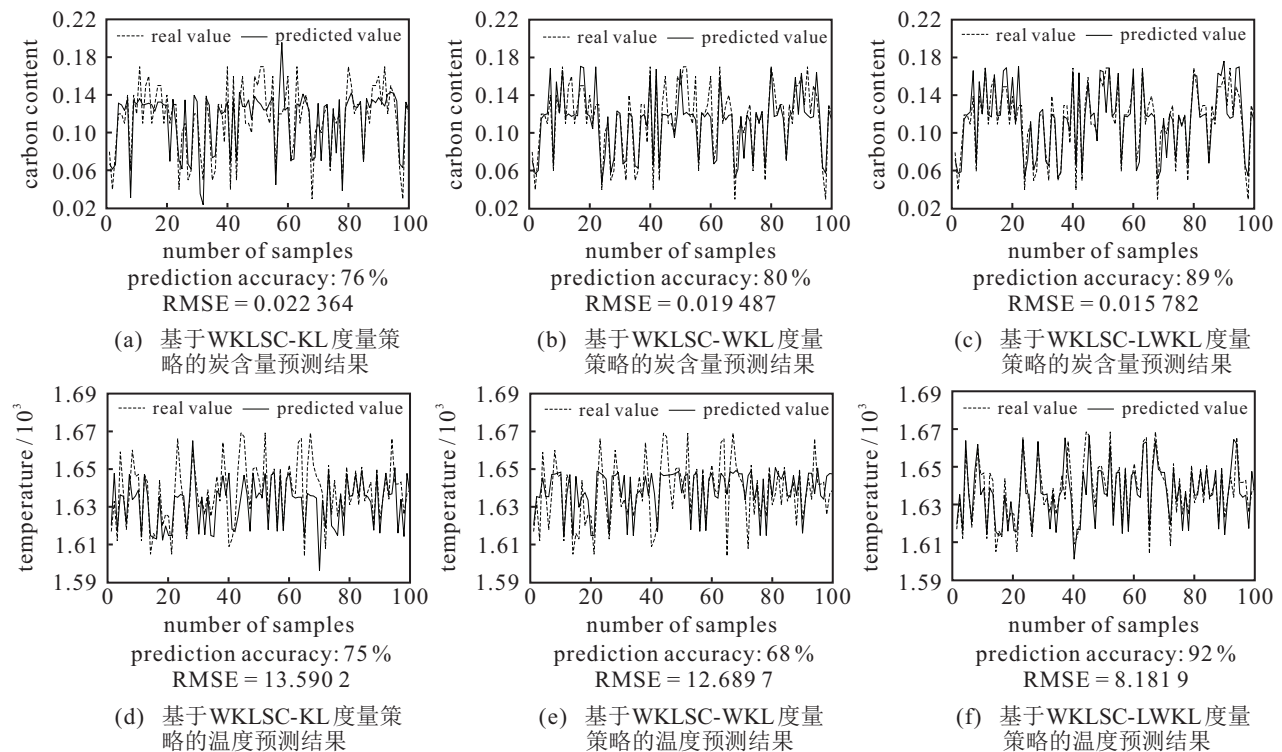 0.22
0.18
0.14
0.10
0.06
0.02
carbon content
real value
predicted value
0 20 40 60 80 100
number of samples
prediction accuracy: 76 %
RMSE = 0.022 364
(a) 基于WKLSC-KL度量策
略的炭含量预测结果
0.22
0.18
0.14
0.10
0.06
0.02
carbon content
real value
predicted value
0 20 40 60 80 100
number of samples
prediction accuracy: 80 %
RMSE = 0.019 487
(b) 基于WKLSC-WKL度量
策略的炭含量预测结果
0.22
0.18
0.14
0.10
0.06
0.02
carbon content
real value
predicted value
0 20 40 60 80 100
number of samples
prediction accuracy: 89 %
RMSE = 0.015 782
(c) 基于WKLSC-LWKL度量
策略的炭含量预测结果
1.69
1.67
1.65
1.63
1.61
1.59
temperature / 10³
real value
predicted value
0 20 40 60 80 100
number of samples
prediction accuracy: 75 %
RMSE = 13.590 2
(d) 基于WKLSC-KL度量策
略的温度预测结果
1.69
1.67
1.65
1.63
1.61
1.59
temperature / 10³
real value
predicted value
0 20 40 60 80 100
number of samples
prediction accuracy: 68 %
RMSE = 12.689 7
(e) 基于WKLSC-WKL度量
策略的温度预测结果
1.69
1.67
1.65
1.63
1.61
1.59
temperature / 10³
real value
predicted value
0 20 40 60 80 100
number of samples
prediction accuracy: 92 %
RMSE = 8.181 9
(f) 基于WKLSC-LWKL度量
策略的温度预测结果